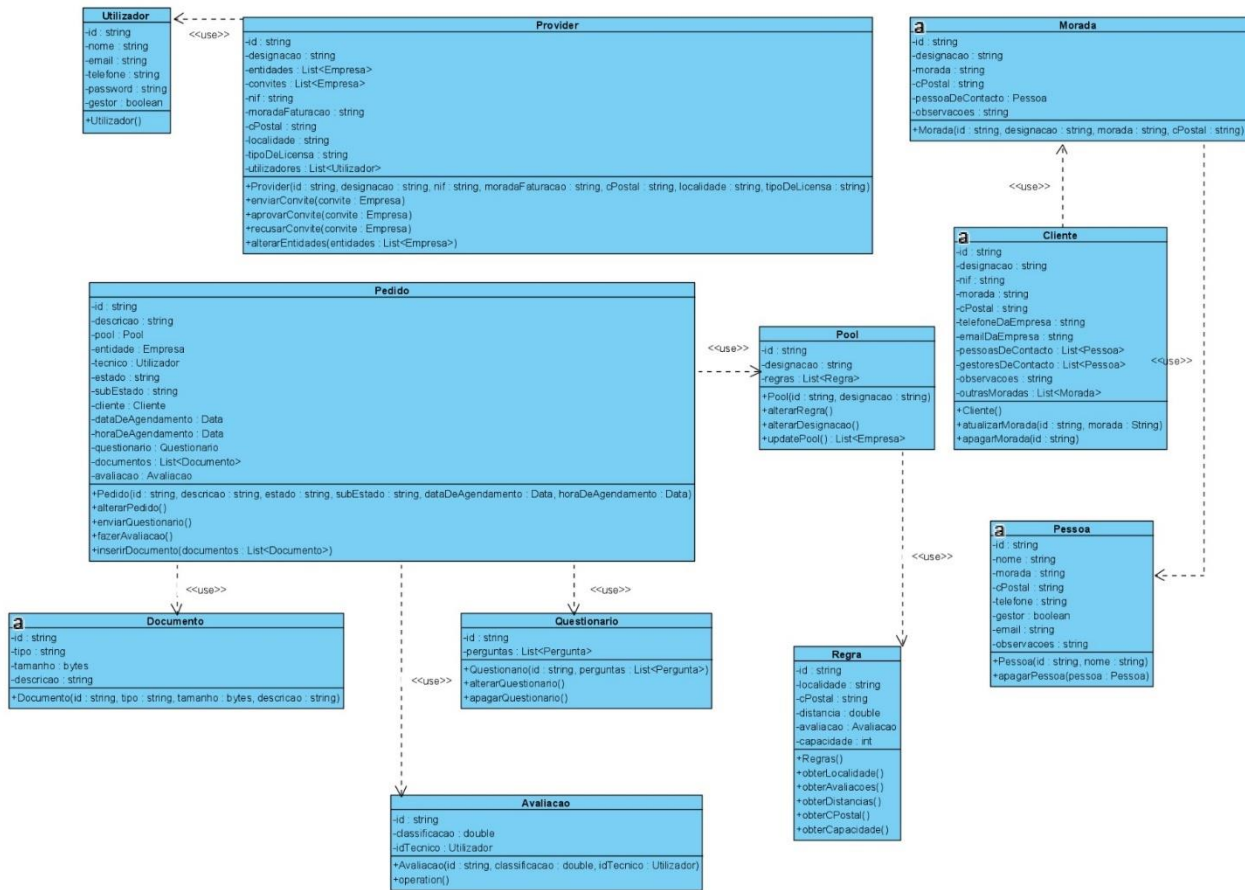 Utilizador
-id : string
-nome : string
-email : string
-telefone : string
-password : string
-gestor : boolean
+Utilizador()
<<use>>
Provider
-id : string
-designacao : string
-entidades : List<Empresa>
-convites : List<Empresa>
-nif : string
-moradaFaturacao : string
-cPostal : string
-localidade : string
-tipoDeLicensa : string
-utilizadores : List<Utilizador>
+Provider(id : string, designacao : string, nif : string, moradaFaturacao : string, cPostal : string, localidade : string, tipoDeLicensa : string)
+enviarConvite(convite : Empresa)
+aprovarConvite(convite : Empresa)
+recusarConvite(convite : Empresa)
+alterarEntidades(entidades : List<Empresa>)
a
Morada
-id : string
-designacao : string
-morada : string
-cPostal : string
-pessoaDeContacto : Pessoa
-observacoes : string
+Morada(id : string, designacao : string, morada : string, cPostal : string)
<<use>>
a
Cliente
-id : string
-designacao : string
-nif : string
-morada : string
-cPostal : string
-telefoneDaEmpresa : string
-emailDaEmpresa : string
-pessoasDeContacto : List<Pessoa>
-gestoresDeContacto : List<Pessoa>
-observacoes : string
-outrasMoradas : List<Morada>
+Cliente()
+atualizarMorada(id : string, morada : String)
+apagarMorada(id : string)
<<use>>
Pedido
-id : string
-descricao : string
-pool : Pool
-entidade : Empresa
-tecnico : Utilizador
-estado : string
-subEstado : string
-cliente : Cliente
-dataDeAgendamento : Data
-horaDeAgendamento : Data
-questionario : Questionario
-documentos : List<Documento>
-avaliacao : Avaliacao
+Pedido(id : string, descricao : string, estado : string, subEstado : string, dataDeAgendamento : Data, horaDeAgendamento : Data)
+alterarPedido()
+enviarQuestionario()
+fazerAvaliacao()
+inserirDocumento(documentos : List<Documento>)
<<use>>
Pool
-id : string
-designacao : string
-regras : List<Regra>
+Pool(id : string, designacao : string)
+alterarRegra()
+alterarDesignacao()
+updatePool() : List<Empresa>
<<use>>
a
Pessoa
-id : string
-nome : string
-morada : string
-cPostal : string
-telefone : string
-gestor : boolean
-email : string
-observacoes : string
+Pessoa(id : string, nome : string)
+apagarPessoa(pessoa : Pessoa)
<<use>>
<<use>>
<<use>>
a
Documento
-id : string
-tipo : string
-tamanho : bytes
-descricao : string
+Documento(id : string, tipo : string, tamanho : bytes, descricao : string)
Questionario
-id : string
-perguntas : List<Pergunta>
+Questionario(id : string, perguntas : List<Pergunta>)
+alterarQuestionario()
+apagarQuestionario()
Regra
-id : string
-localidade : string
-cPostal : string
-distancia : double
-avaliacao : Avaliacao
-capacidade : int
+Regras()
+obterLocalidade()
+obterAvaliacoes()
+obterDistancias()
+obterCPostal()
+obterCapacidade()
Avaliacao
-id : string
-classificacao : double
-idTecnico : Utilizador
+Avaliacao(id : string, classificacao : double, idTecnico : Utilizador)
+operation()